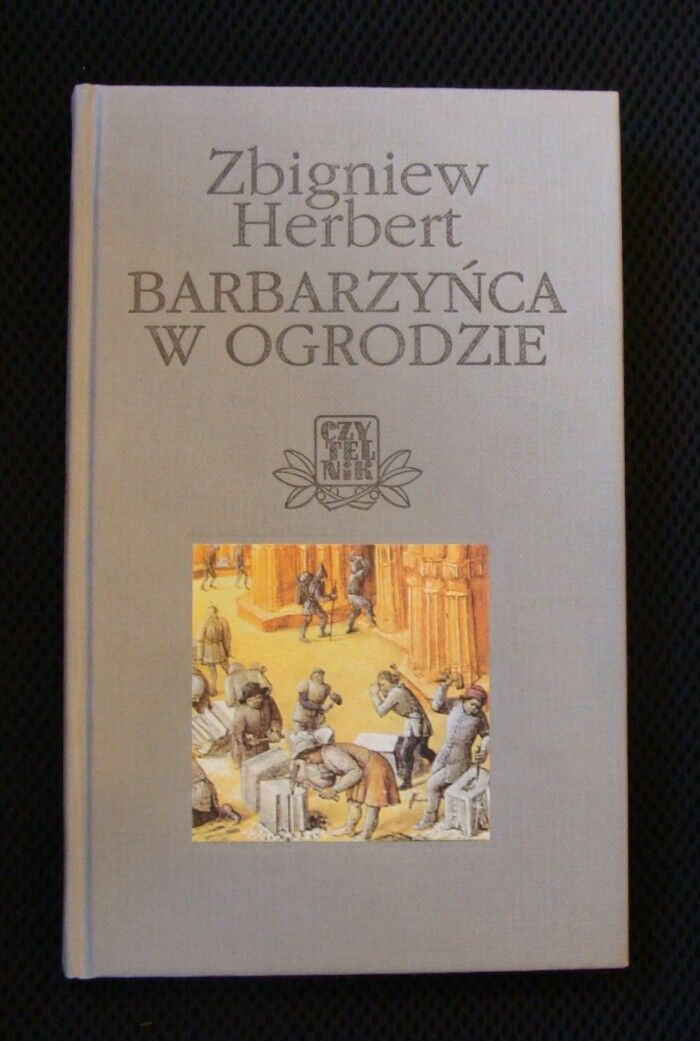 Zbigniew
Herbert
BARBARZYŃCA
W OGRODZIE
CZY
TEL
NiK